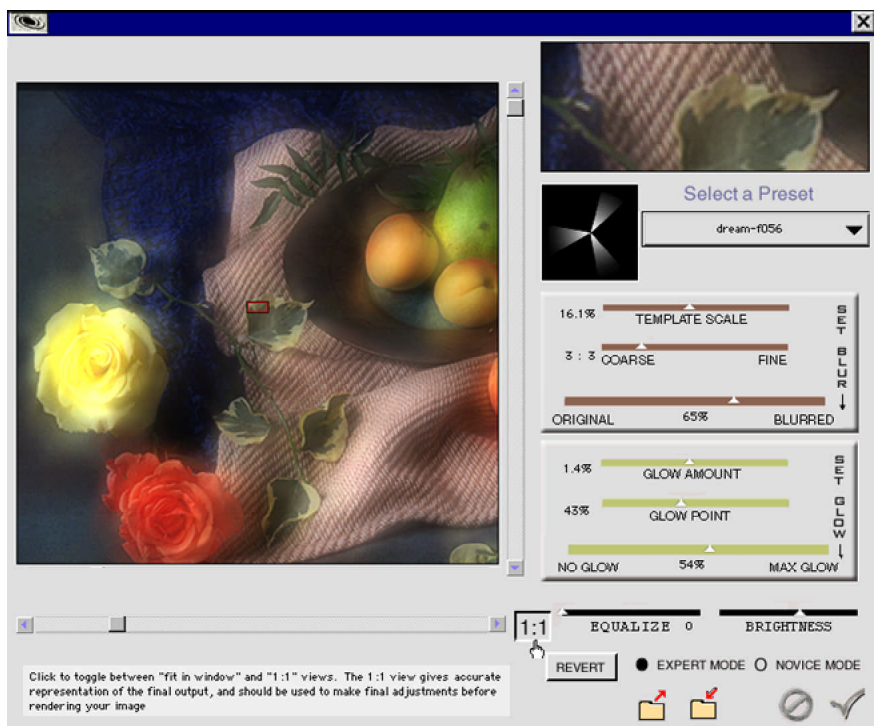 Select a Preset
dream-f056
16.1%
TEMPLATE SCALE
3 : 3
COARSE
FINE
SET BLUR
ORIGINAL
65%
BLURRED
1.4%
GLOW AMOUNT
43%
GLOW POINT
SET GLOW
NO GLOW
54%
MAX GLOW
1:1
EQUALIZE 0
BRIGHTNESS
REVERT
EXPERT MODE
NOVICE MODE
Click to toggle between "fit in window" and "1:1" views. The 1:1 view gives accurate
representation of the final output, and should be used to make final adjustments before
rendering your image